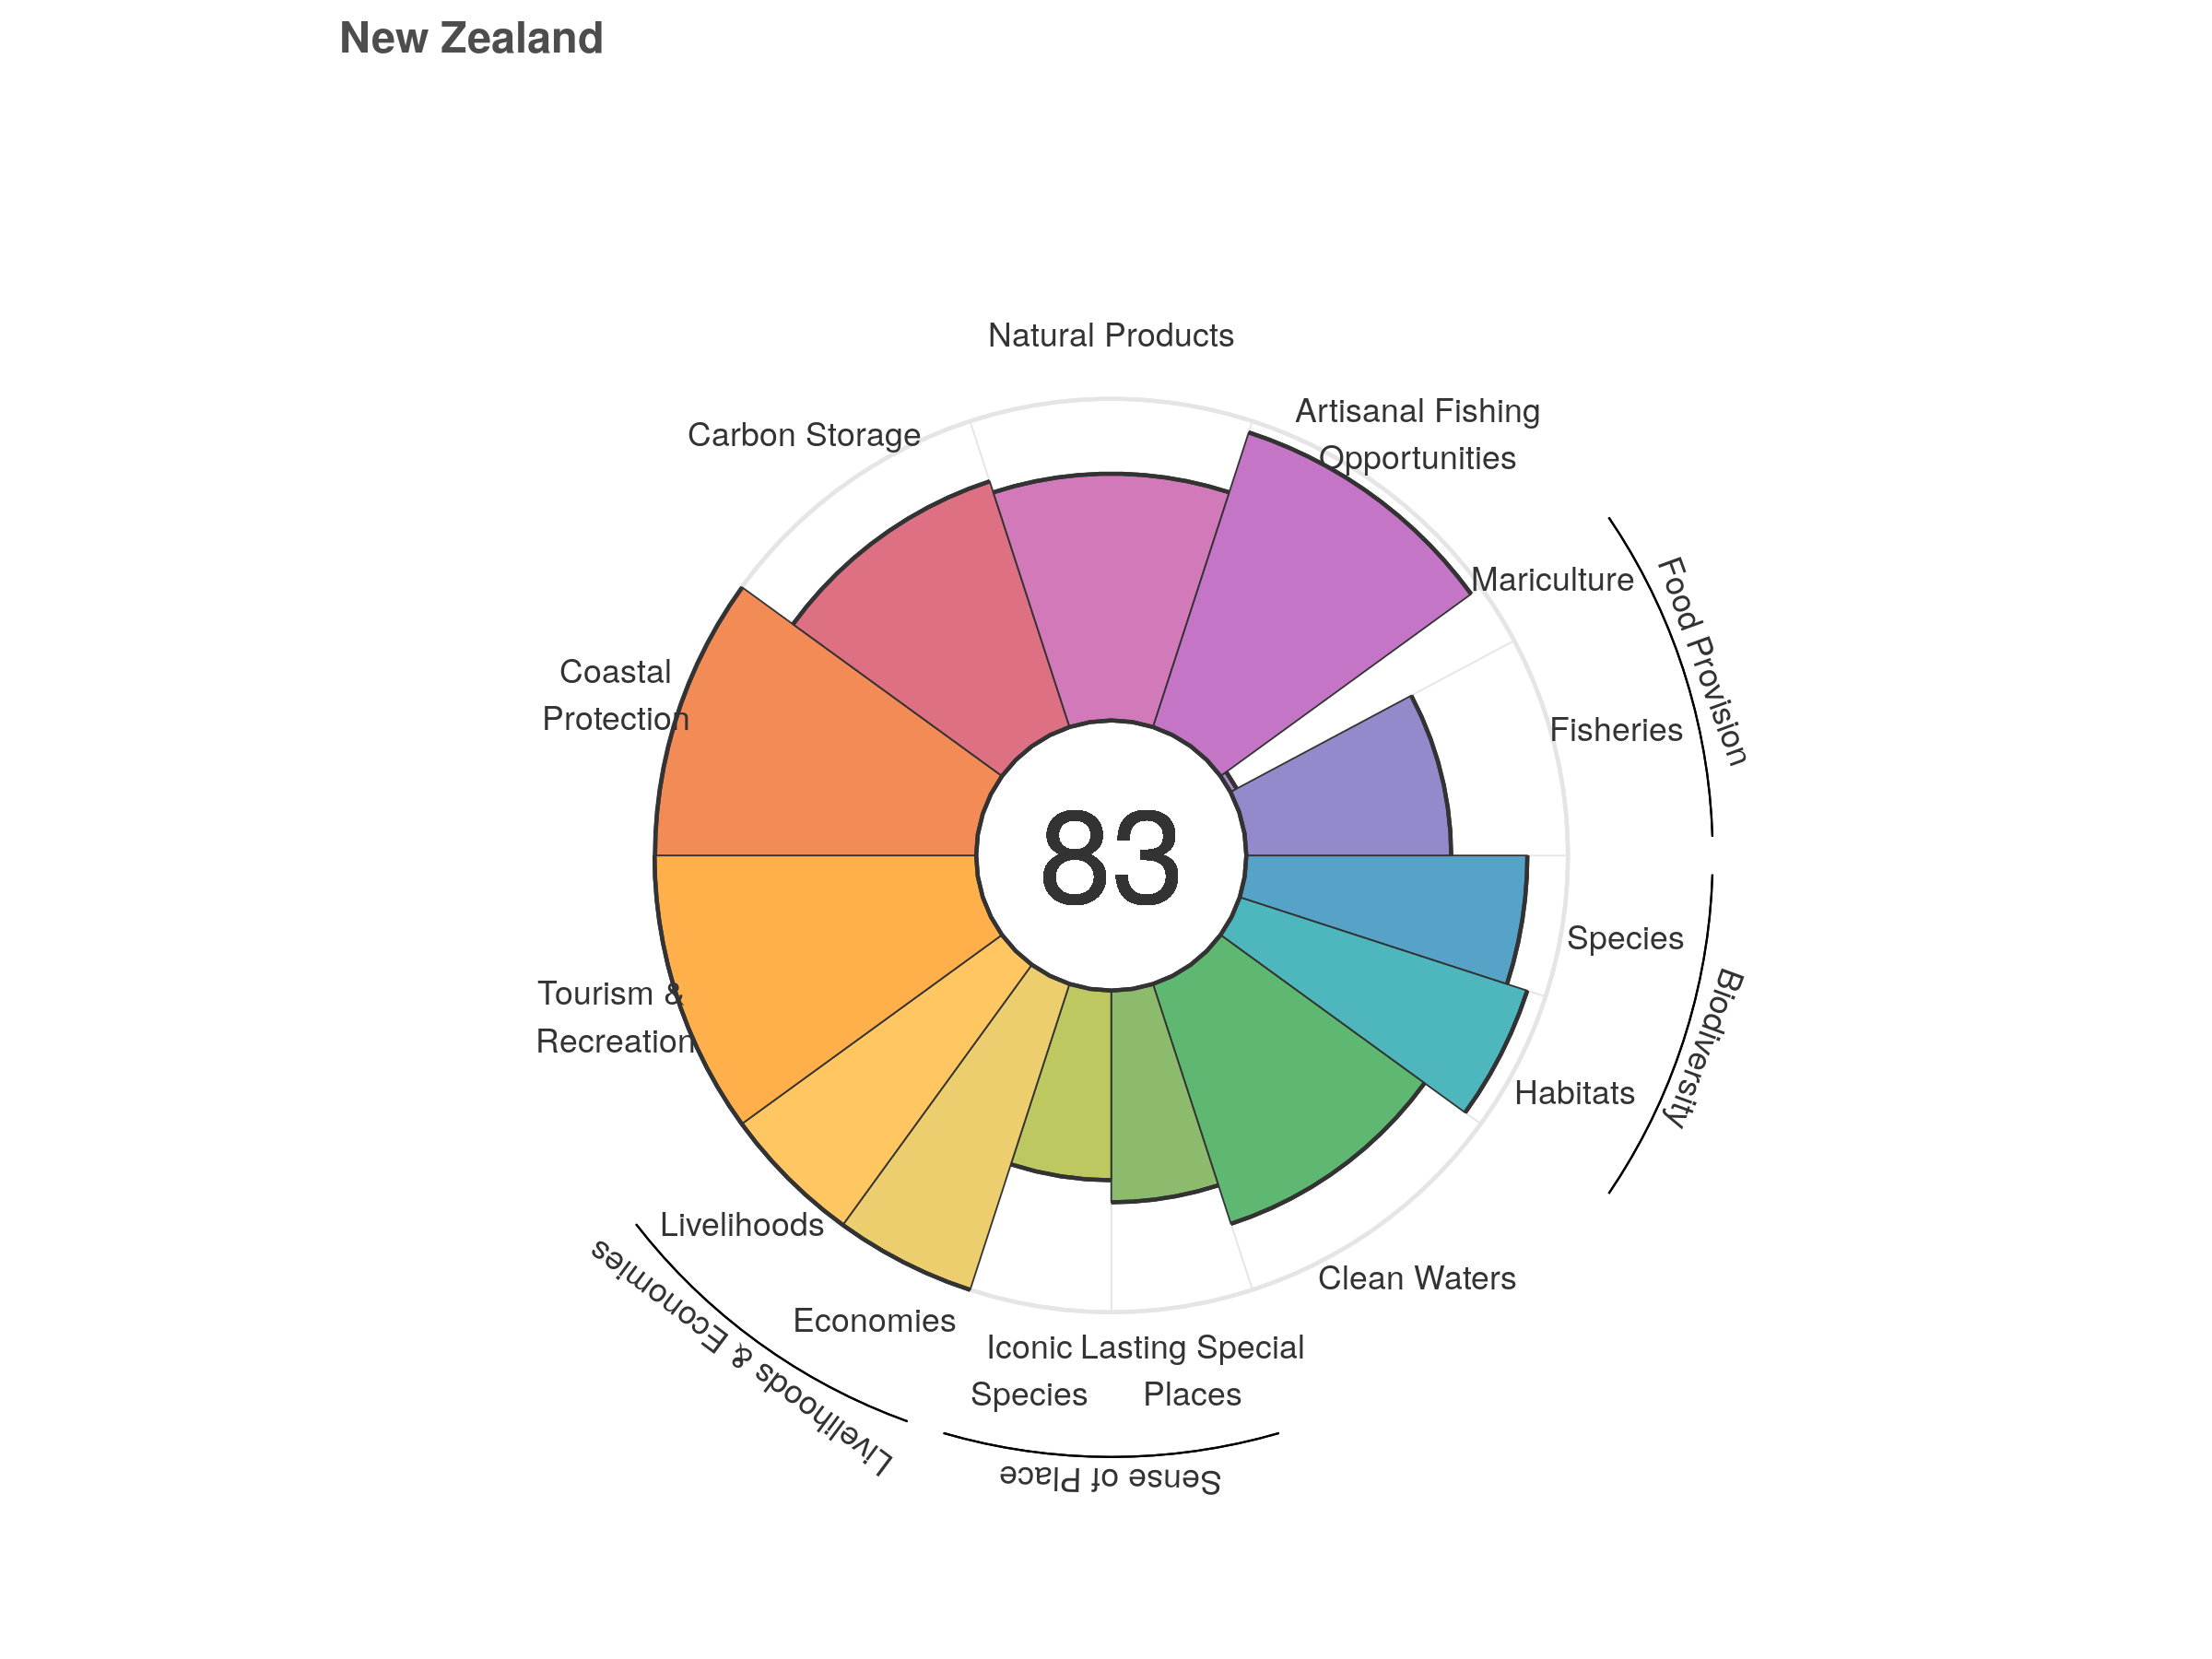 New Zealand
Natural Products
Artisanal Fishing
Opportunities
Carbon Storage
Mariculture
Food Provision
Coastal
Protection
Fisheries
83
Species
Tourism &
Recreation
Biodiversity
Habitats
Livelihoods
Clean Waters
Economies
Iconic
Species
Lasting Special
Places
Livelihoods & Economies
Sense of Place